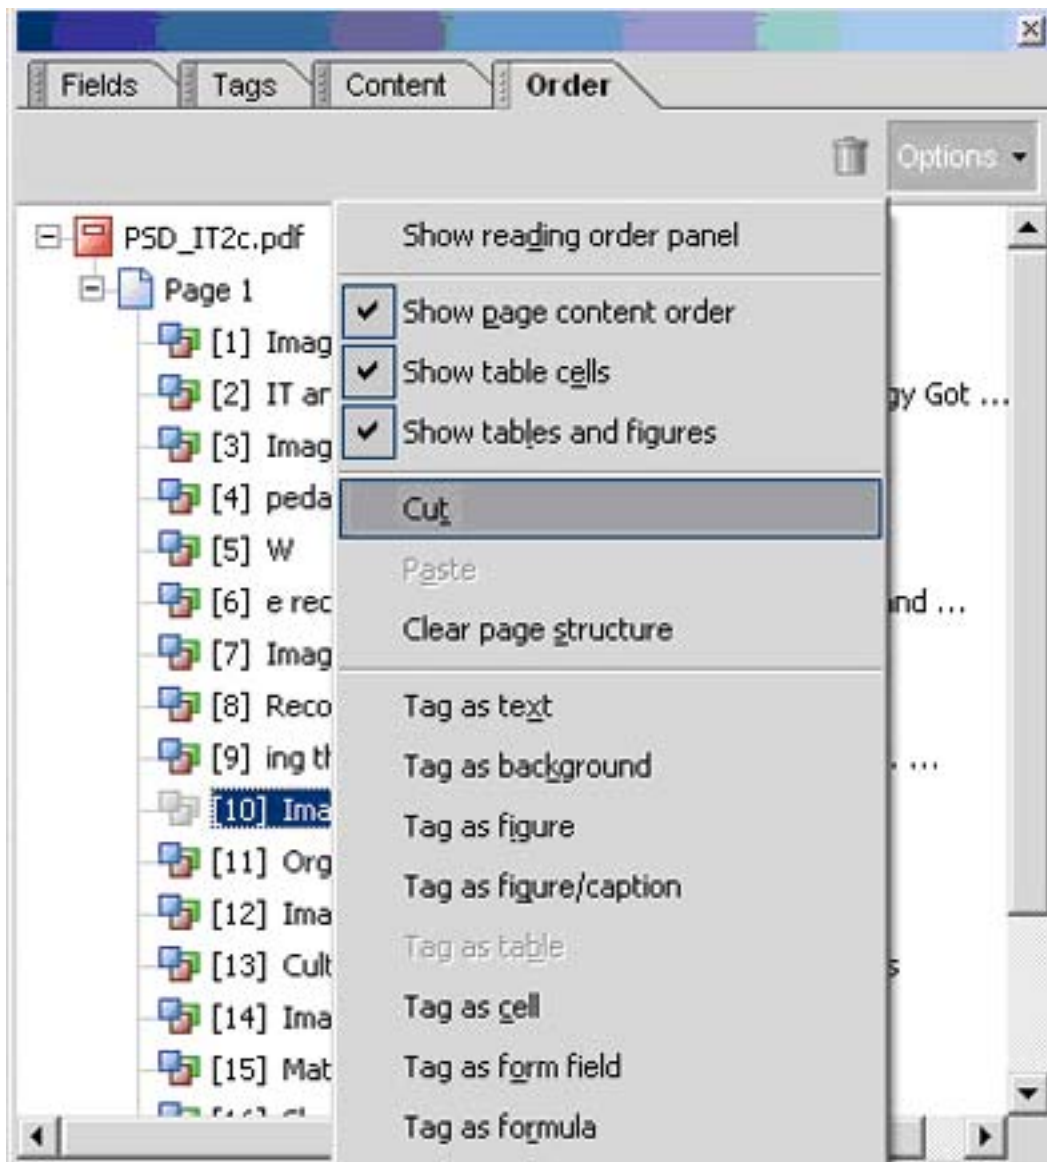 Fields Tags Content Order
Options
PSD_IT2c.pdf
Page 1
[1] Imag
[2] IT ar
gy Got ...
[3] Imag
[4] peda
[5] W
[6] e rec
nd ...
[7] Imag
[8] Reco
[9] ing th
. ...
[10] Ima
[11] Org
[12] Ima
[13] Cult
s
[14] Ima
[15] Mat
Show reading order panel
Show page content order
Show table cells
Show tables and figures
Cut
Paste
Clear page structure
Tag as text
Tag as background
Tag as figure
Tag as figure/caption
Tag as table
Tag as cell
Tag as form field
Tag as formula